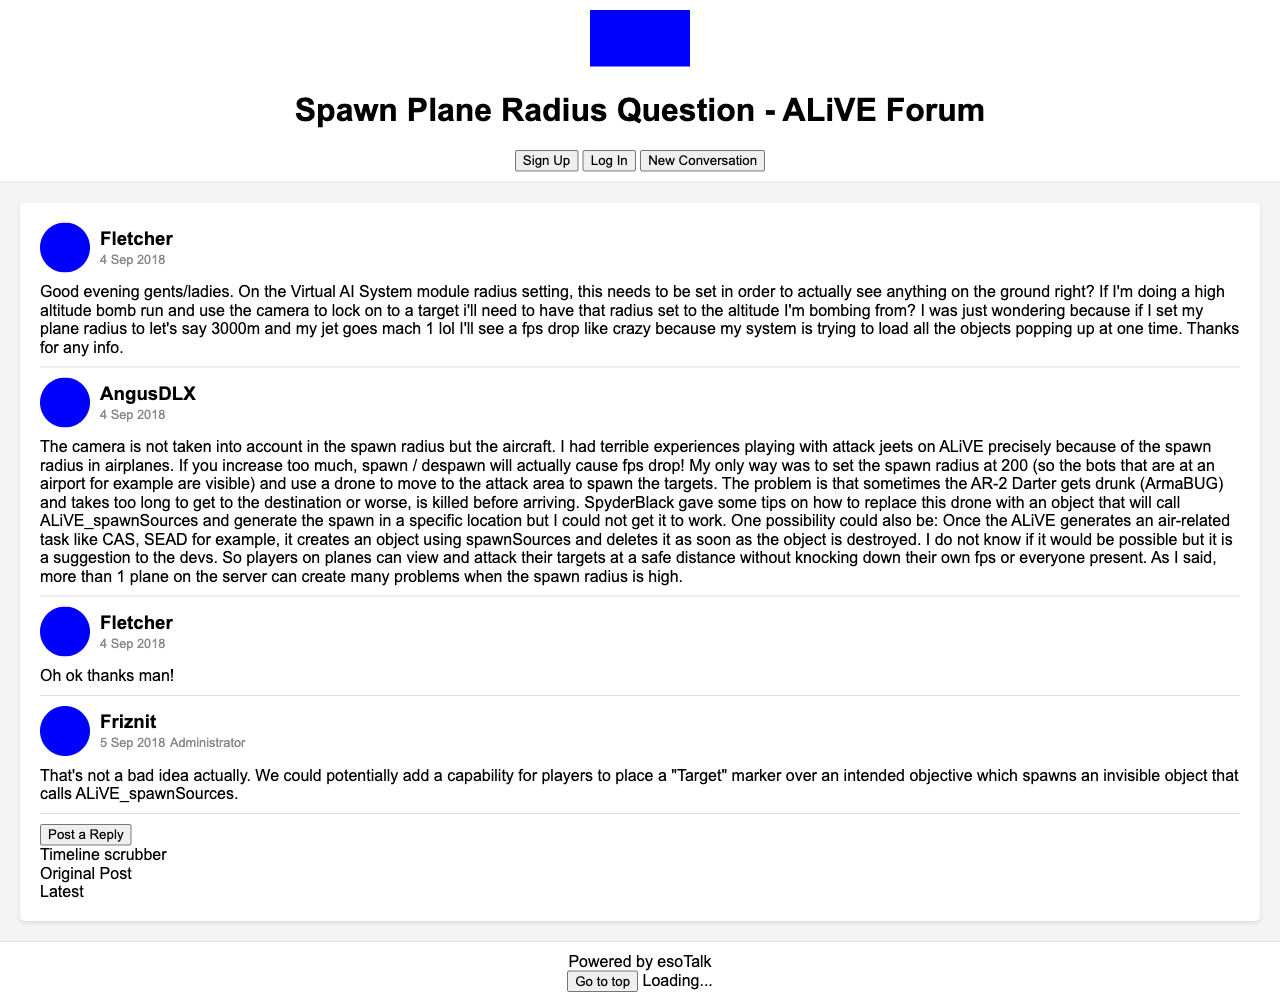 Spawn Plane Radius Question - ALiVE Forum
Sign Up Log In New Conversation
Fletcher
4 Sep 2018
Good evening gents/ladies. On the Virtual AI System module radius setting, this needs to be set in order to actually see anything on the ground right? If I'm doing a high
altitude bomb run and use the camera to lock on to a target i'll need to have that radius set to the altitude I'm bombing from? I was just wondering because if I set my
plane radius to let's say 3000m and my jet goes mach 1 lol I'll see a fps drop like crazy because my system is trying to load all the objects popping up at one time. Thanks
for any info.
AngusDLX
4 Sep 2018
The camera is not taken into account in the spawn radius but the aircraft. I had terrible experiences playing with attack jeets on ALiVE precisely because of the spawn
radius in airplanes. If you increase too much, spawn / despawn will actually cause fps drop! My only way was to set the spawn radius at 200 (so the bots that are at an
airport for example are visible) and use a drone to move to the attack area to spawn the targets. The problem is that sometimes the AR-2 Darter gets drunk (ArmaBUG)
and takes too long to get to the destination or worse, is killed before arriving. SpyderBlack gave some tips on how to replace this drone with an object that will call
ALiVE_spawnSources and generate the spawn in a specific location but I could not get it to work. One possibility could also be: Once the ALiVE generates an air-related
task like CAS, SEAD for example, it creates an object using spawnSources and deletes it as soon as the object is destroyed. I do not know if it would be possible but it is
a suggestion to the devs. So players on planes can view and attack their targets at a safe distance without knocking down their own fps or everyone present. As I said,
more than 1 plane on the server can create many problems when the spawn radius is high.
Fletcher
4 Sep 2018
Oh ok thanks man!
Friznit
5 Sep 2018 Administrator
That's not a bad idea actually. We could potentially add a capability for players to place a "Target" marker over an intended objective which spawns an invisible object that
calls ALiVE_spawnSources.
Post a Reply
Timeline scrubber
Original Post
Latest
Powered by esoTalk
Go to top Loading...